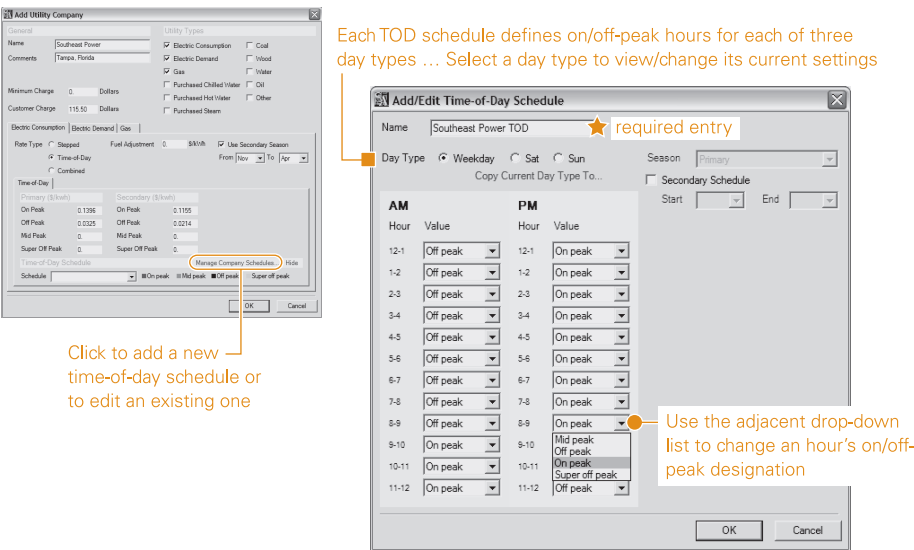 Add Utility Company
General
Utility Types
Name Southeast Power
Comments Tampa, Florida
Electric Consumption Coal
Electric Demand Wood
Gas Water
Purchased Chilled Water Oil
Purchased Hot Water Other
Purchased Steam
Minimum Charge 0. Dollars
Customer Charge 115.50 Dollars
Electric Consumption Electric Demand Gas
Rate Type Stepped Fuel Adjustment 0. $/kWh Use Secondary Season
Time-of-Day From Nov To Apr
Combined
Time-of-Day
Primary ($/kwh) Secondary ($/kwh)
On Peak 0.1396 On Peak 0.1155
Off Peak 0.0325 Off Peak 0.0214
Mid Peak 0. Mid Peak 0.
Super Off Peak 0. Super Off Peak 0.
Time-of-Day Schedule Manage Company Schedules... Hide
Schedule On peak Mid peak Off peak Super off peak
OK Cancel
Click to add a new
time-of-day schedule or
to edit an existing one
Each TOD schedule defines on/off-peak hours for each of three
day types … Select a day type to view/change its current settings
Add/Edit Time-of-Day Schedule
Name Southeast Power TOD required entry
Day Type Weekday Sat Sun Season Primary
Copy Current Day Type To... Secondary Schedule
Start End
AM PM
Hour Value Hour Value
12-1 Off peak 12-1 On peak
1-2 Off peak 1-2 On peak
2-3 Off peak 2-3 On peak
3-4 Off peak 3-4 On peak
4-5 Off peak 4-5 On peak
5-6 Off peak 5-6 On peak
6-7 Off peak 6-7 On peak
7-8 Off peak 7-8 On peak
8-9 Off peak 8-9 On peak
9-10 On peak 9-10 Mid peak
Off peak
10-11 On peak 10-11 On peak
Super off peak
11-12 On peak 11-12 Off peak
Use the adjacent drop-down
list to change an hour's on/off-
peak designation
OK Cancel